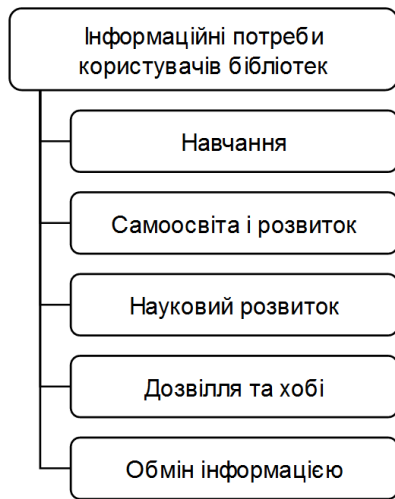 Інформаційні потреби
користувачів бібліотек
Навчання
Самоосвіта і розвиток
Науковий розвиток
Дозвілля та хобі
Обмін інформацією